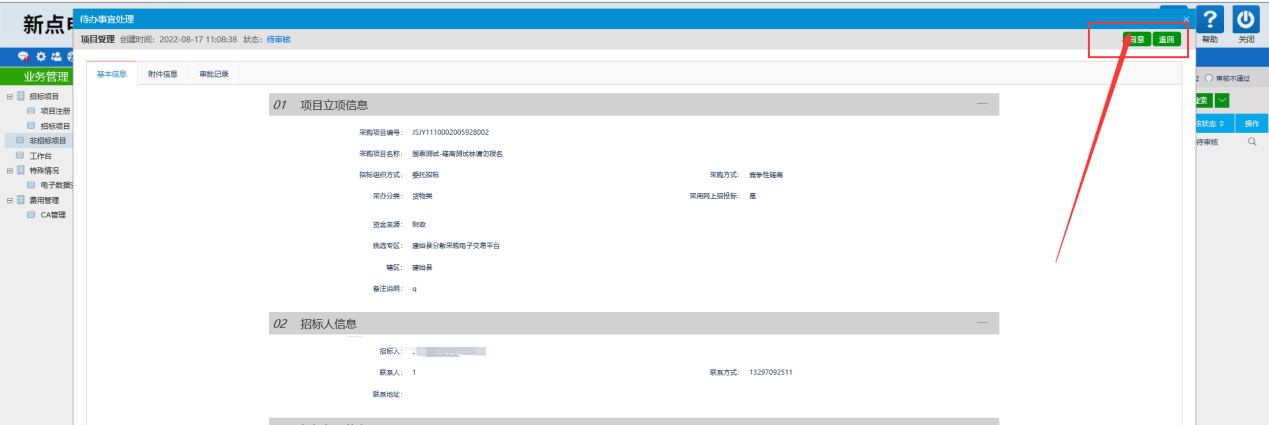 新点电
待办事宜处理
帮助
关闭
项目受理 创建时间: 2022-08-17 11:08:38 状态: 待审核
同意 退回
业务管理
基本信息 附件信息 审批记录
审核不通过
招标项目
项目注册
招标项目
非招标项目
工作台
特殊情况
电子数据
费用管理
CA管理
操作
待审核
01 项目立项信息
采购项目编号: JSJY1110002005928002
采购项目名称: 国泰测试-磋商测试林请勿报名
招标组织方式: 委托招标 采购方式: 竞争性磋商
采办分类: 货物类 采用网上招投标: 是
资金来源: 财政
挑选专区: 建始县分散采购电子交易平台
辖区: 建始县
备注说明: q
02 招标人信息
招标人:
联系人: 1 联系方式: 13297092511
联系地址: